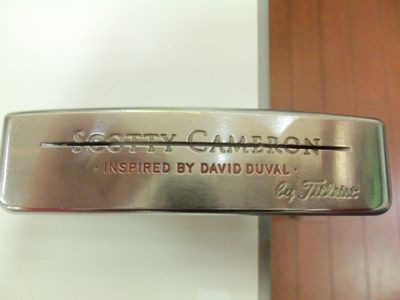 SCOTTY CAMERON
· INSPIRED BY DAVID DUVAL ·
by Titleist